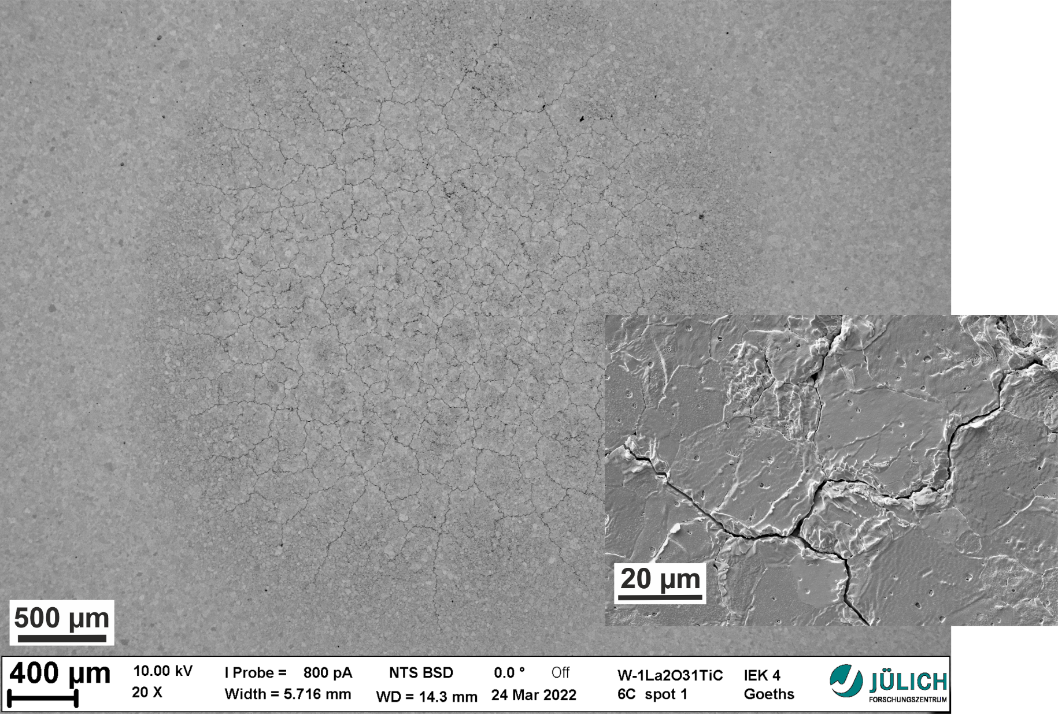 20 µm
500 µm
400 µm
10.00 kV
I Probe = 800 pA
NTS BSD
0.0 °
Off
W-1La2O31TiC
IEK 4
20 X
Width = 5.716 mm
WD = 14.3 mm
24 Mar 2022
6C spot 1
Goeths
JÜLICH
FORSCHUNGSZENTRUM